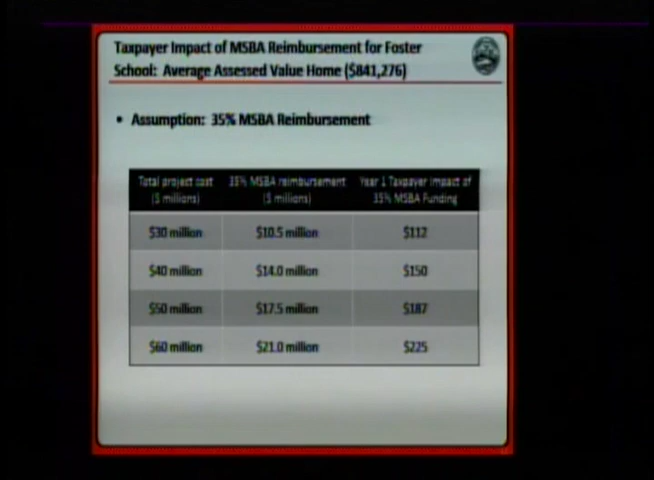 Taxpayer Impact of MSBA Reimbursement for Foster
School: Average Assessed Value Home ($841,276)
• Assumption: 35% MSBA Reimbursement
Total project cost 35% MSBA reimbursement Year 1 Taxpayer Impact of
($ millions) ($ millions) 35% MSBA Funding
$30 million $10.5 million $112
$40 million $14.0 million $150
$50 million $17.5 million $187
$60 million $21.0 million $225